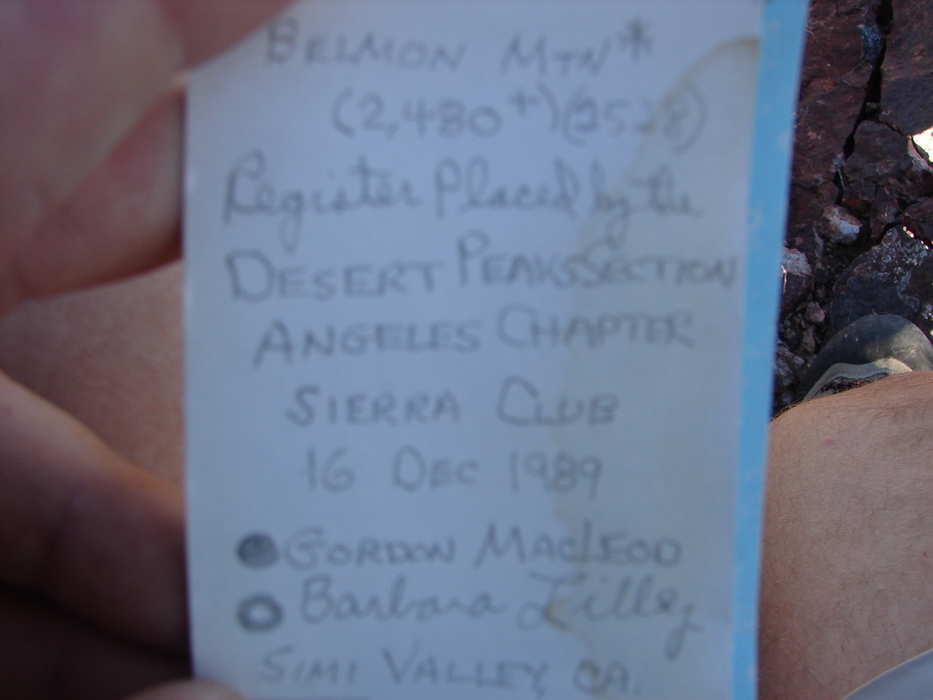 BELMON MTN*
(2,480+)(2528)
Register Placed by the
DESERT PEAKS SECTION
ANGELES CHAPTER
SIERRA CLUB
16 DEC 1989
GORDON MACLEOD
Barbara Lilley
SIMI VALLEY, CA.